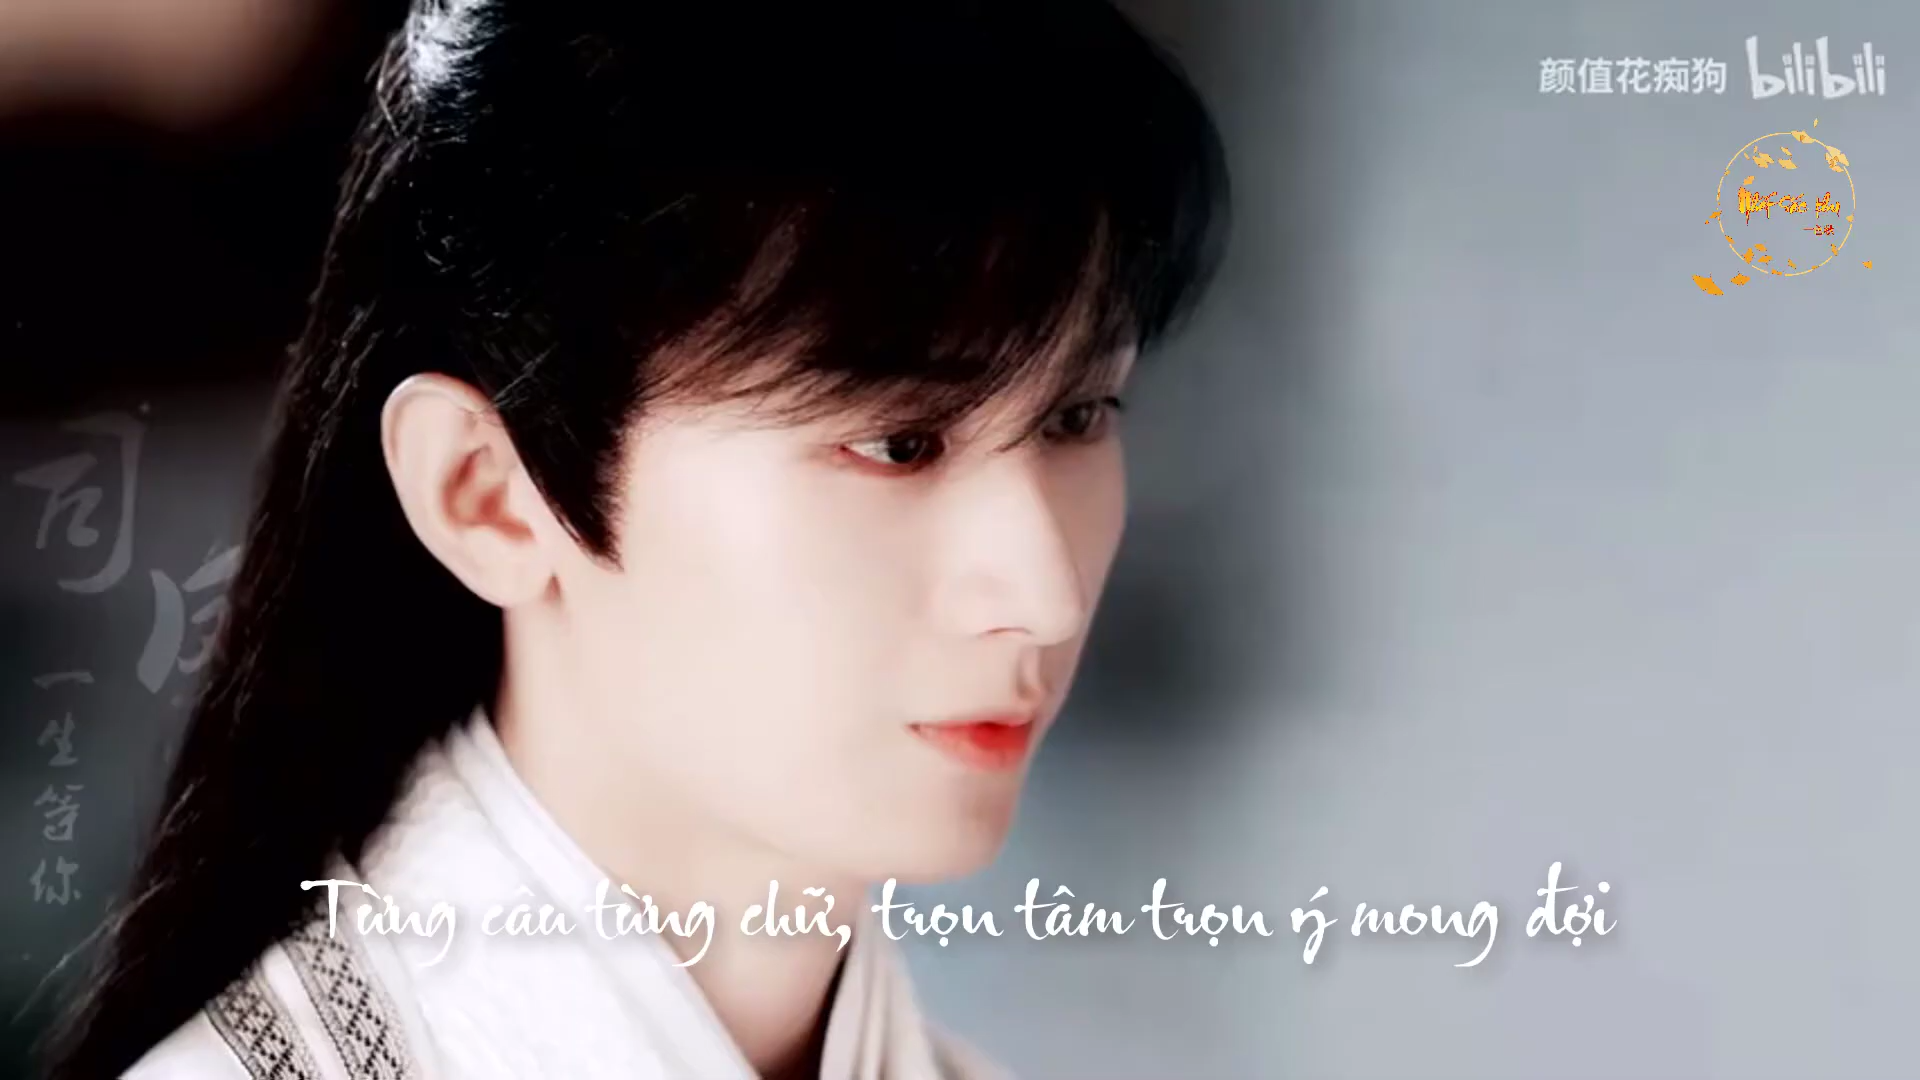 颜值花痴狗 bilibili
司
一生等你
Từng câu từng chữ, trọn tâm trọn ý mong đợi